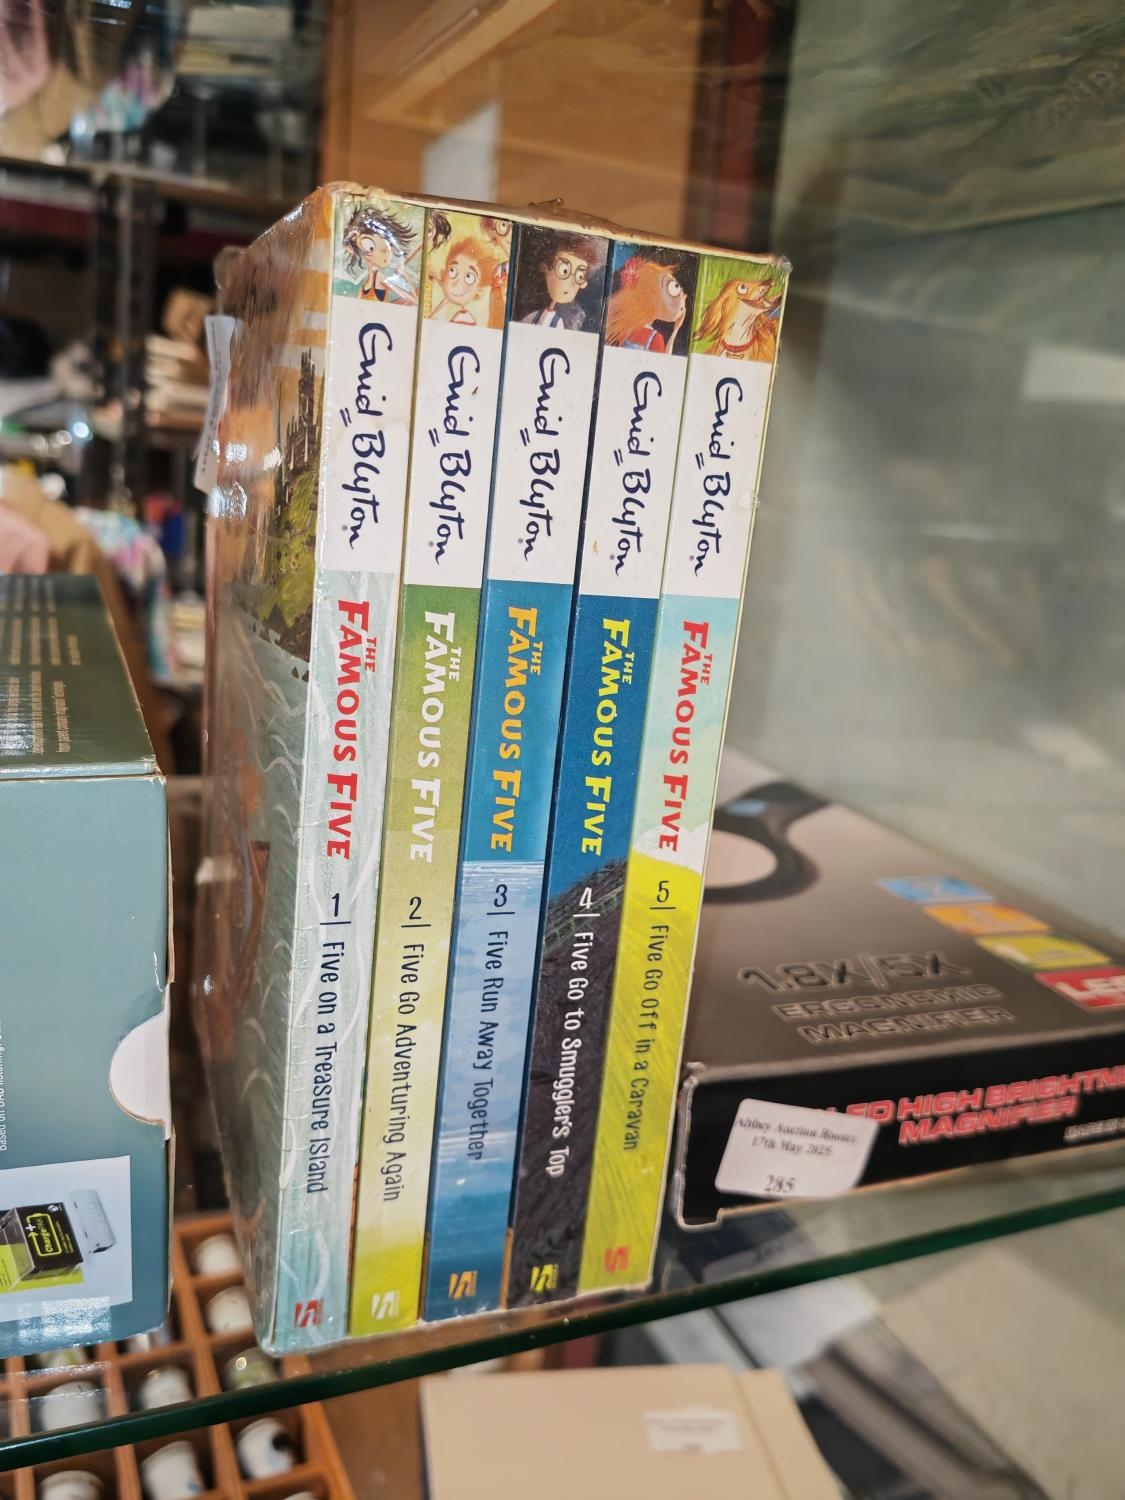 Enid Blyton
THE
FAMOUS FIVE
1 | Five on a Treasure Island
Enid Blyton
THE
FAMOUS FIVE
2 | Five Go Adventuring Again
Enid Blyton
THE
FAMOUS FIVE
3 | Five Run Away Together
Enid Blyton
THE
FAMOUS FIVE
4 | Five Go to Smuggler's Top
Enid Blyton
THE
FAMOUS FIVE
5 | Five Go Off in a Caravan
1.8X/5X
ERGONOMIC
MAGNIFIER
LED HIGH BRIGHTNE
MAGNIFIER
Abbey Auction Rooms
17th May 2025
285